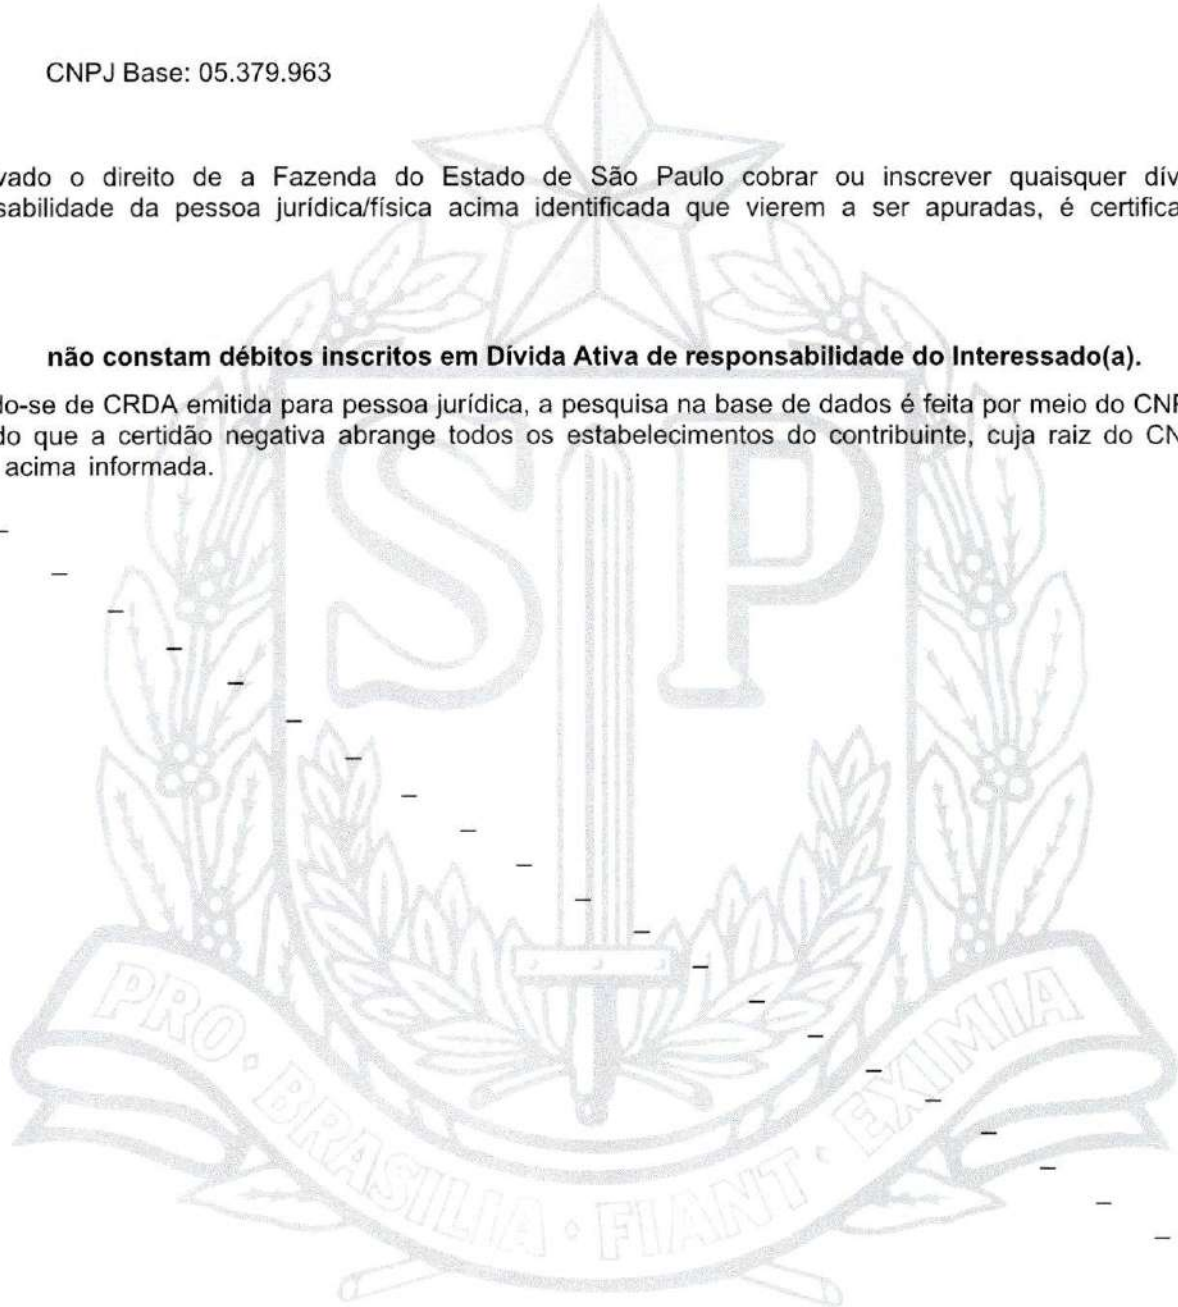 CNPJ Base: 05.379.963
vado o direito de a Fazenda do Estado de São Paulo cobrar ou inscrever quaisquer dív
sabilidade da pessoa jurídica/física acima identificada que vierem a ser apuradas, é certifica
não constam débitos inscritos em Dívida Ativa de responsabilidade do Interessado(a).
do-se de CRDA emitida para pessoa jurídica, a pesquisa na base de dados é feita por meio do CNP
do que a certidão negativa abrange todos os estabelecimentos do contribuinte, cuja raiz do CN
acima informada.
SP
PRO · BRASILIA · FIANT · EXIMIA